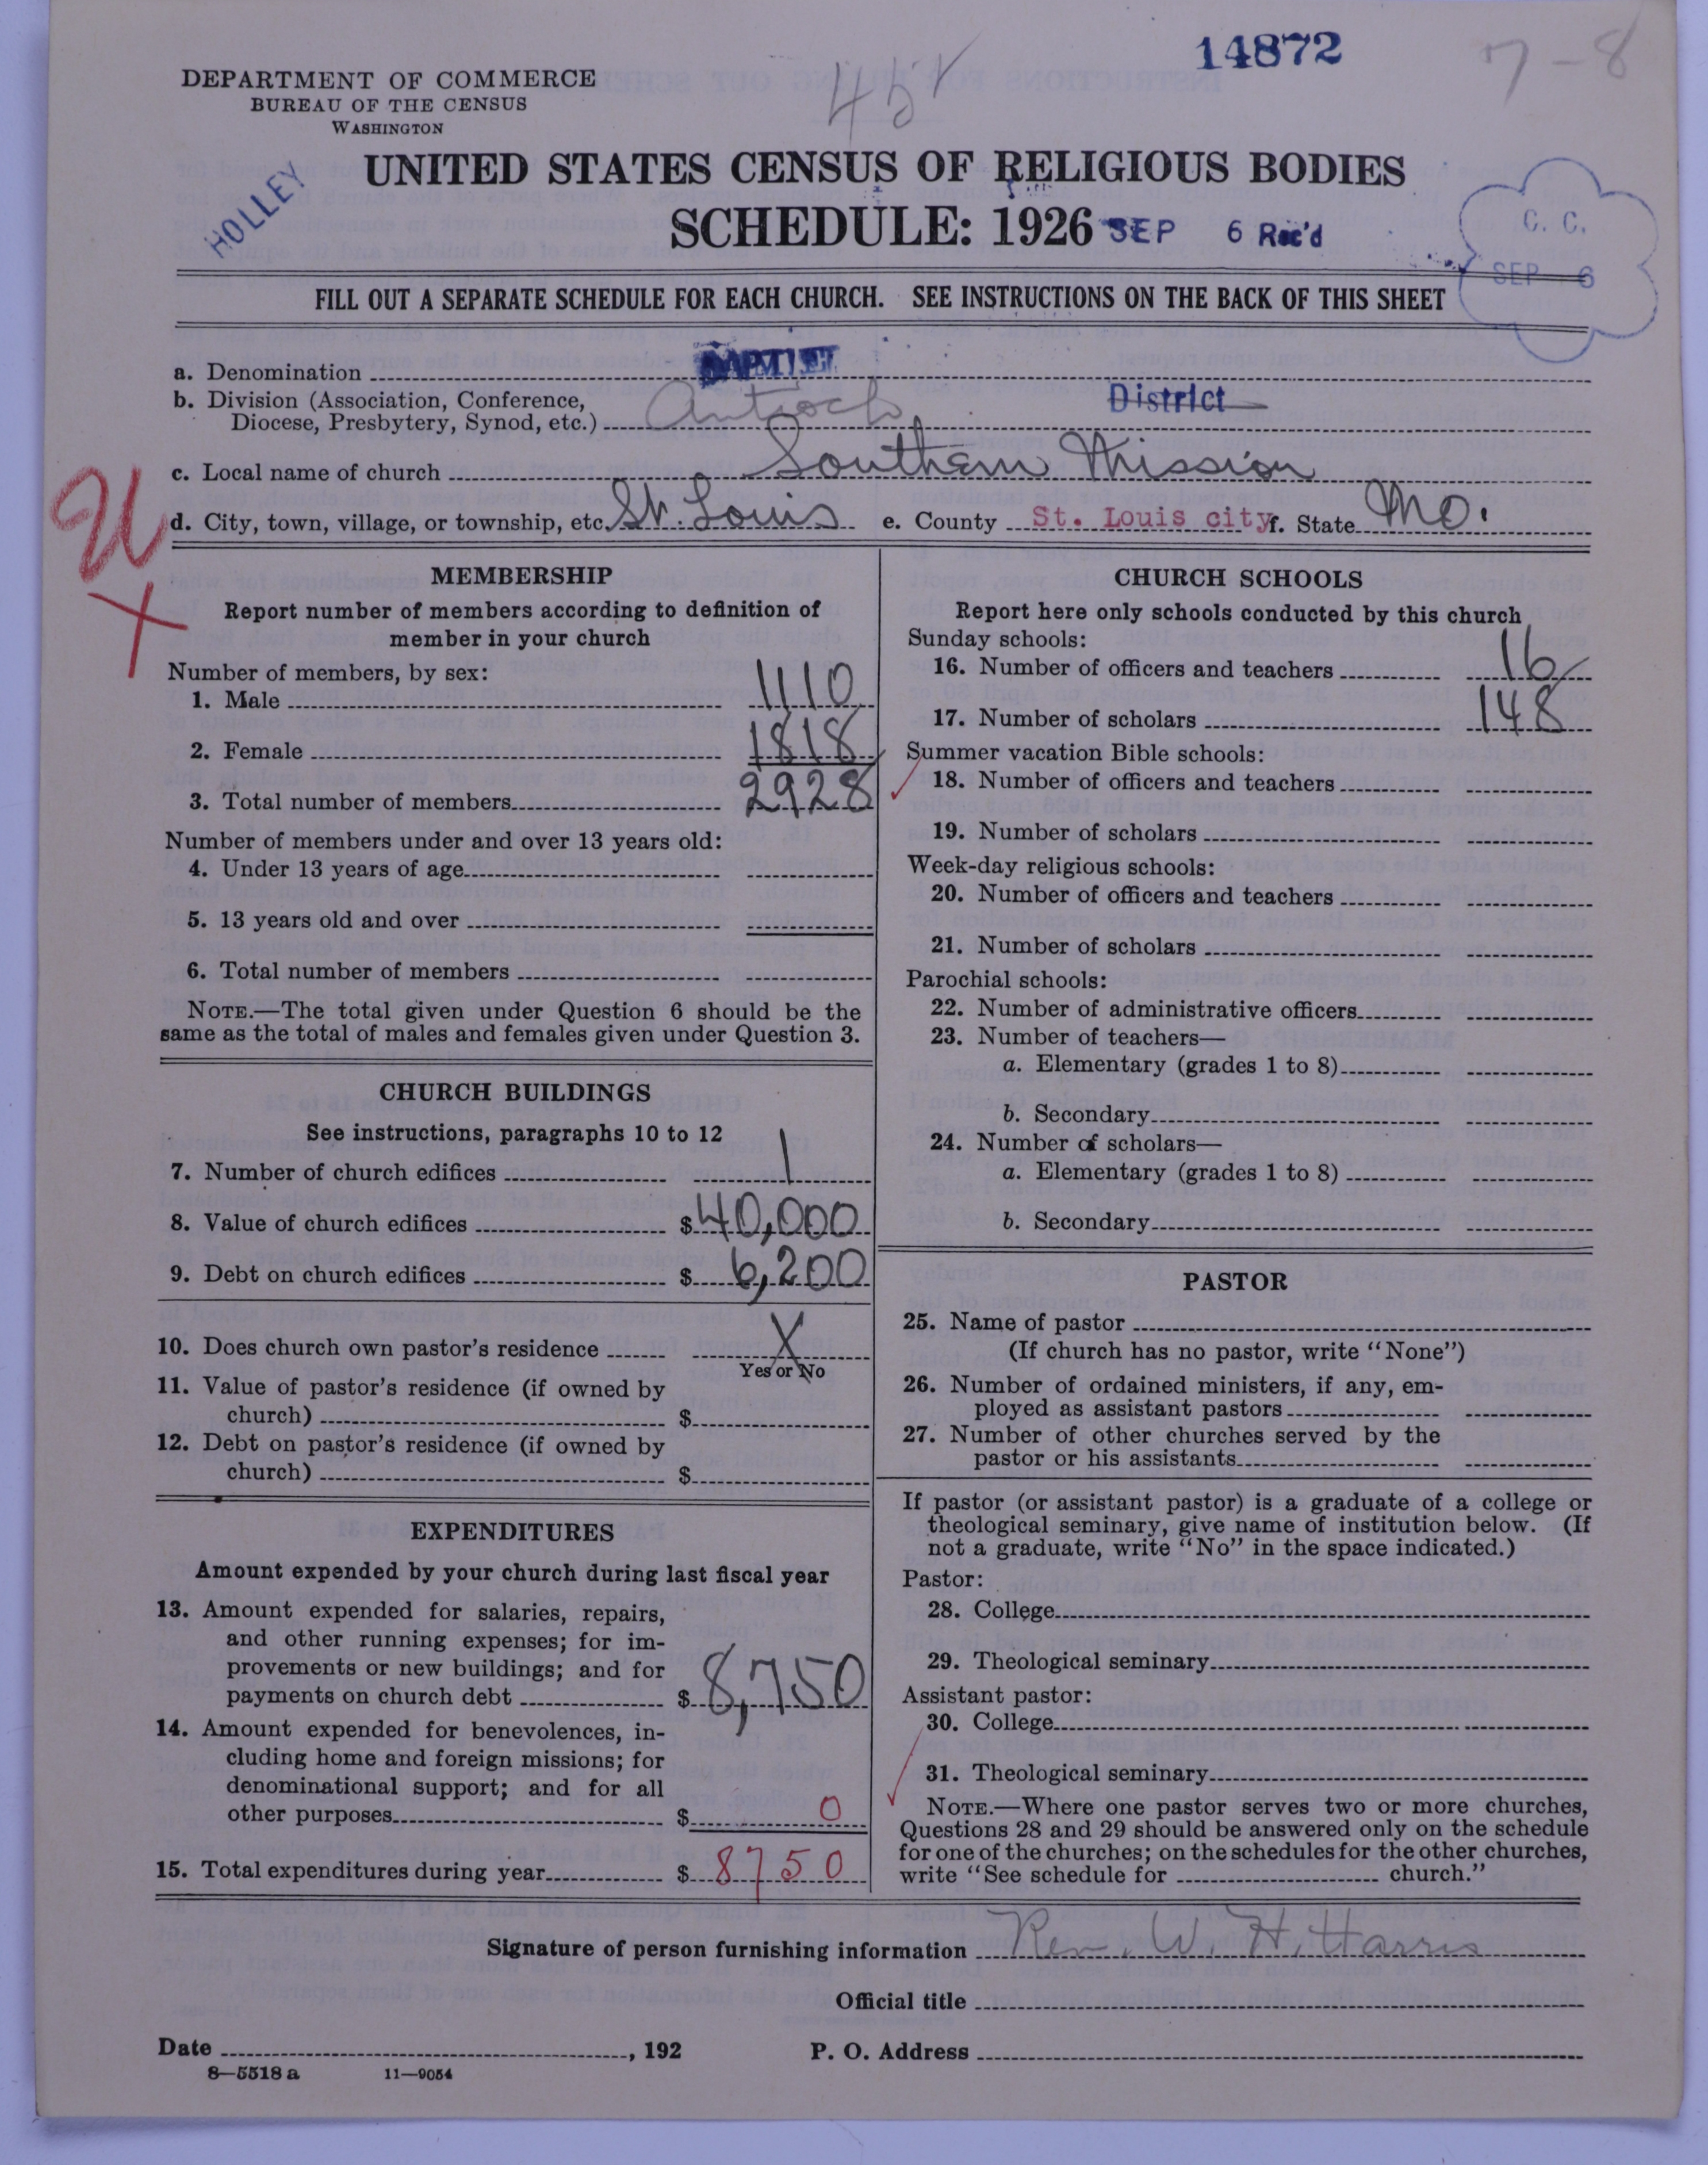 14872
7-8
DEPARTMENT OF COMMERCE
BUREAU OF THE CENSUS
WASHINGTON
HOLLEY
UNITED STATES CENSUS OF RELIGIOUS BODIES
SCHEDULE: 1926
SEP 6 Rec'd
C. C.
SEP 6
FILL OUT A SEPARATE SCHEDULE FOR EACH CHURCH. SEE INSTRUCTIONS ON THE BACK OF THIS SHEET
a. Denomination BAPTIST
b. Division (Association, Conference,
Diocese, Presbytery, Synod, etc.) Antioch District
c. Local name of church Southern Mission
d. City, town, village, or township, etc. St. Louis e. County St. Louis city f. State Mo.
MEMBERSHIP
Report number of members according to definition of
member in your church
Number of members, by sex:
1. Male 1110
2. Female 1818
3. Total number of members 2928
Number of members under and over 13 years old:
4. Under 13 years of age
5. 13 years old and over
6. Total number of members
NOTE.—The total given under Question 6 should be the
same as the total of males and females given under Question 3.
CHURCH BUILDINGS
See instructions, paragraphs 10 to 12
7. Number of church edifices 1
8. Value of church edifices $40,000
9. Debt on church edifices $6,200
10. Does church own pastor's residence X
Yes or No
11. Value of pastor's residence (if owned by
church) $
12. Debt on pastor's residence (if owned by
church) $
EXPENDITURES
Amount expended by your church during last fiscal year
13. Amount expended for salaries, repairs,
and other running expenses; for im-
provements or new buildings; and for
payments on church debt $8,750
14. Amount expended for benevolences, in-
cluding home and foreign missions; for
denominational support; and for all
other purposes $0
15. Total expenditures during year $8750
CHURCH SCHOOLS
Report here only schools conducted by this church
Sunday schools:
16. Number of officers and teachers 16
17. Number of scholars 148
Summer vacation Bible schools:
18. Number of officers and teachers
19. Number of scholars
Week-day religious schools:
20. Number of officers and teachers
21. Number of scholars
Parochial schools:
22. Number of administrative officers
23. Number of teachers—
a. Elementary (grades 1 to 8)
b. Secondary
24. Number of scholars—
a. Elementary (grades 1 to 8)
b. Secondary
PASTOR
25. Name of pastor
(If church has no pastor, write "None")
26. Number of ordained ministers, if any, em-
ployed as assistant pastors
27. Number of other churches served by the
pastor or his assistants
If pastor (or assistant pastor) is a graduate of a college or
theological seminary, give name of institution below. (If
not a graduate, write "No" in the space indicated.)
Pastor:
28. College
29. Theological seminary
Assistant pastor:
30. College
31. Theological seminary
NOTE.—Where one pastor serves two or more churches,
Questions 28 and 29 should be answered only on the schedule
for one of the churches; on the schedules for the other churches,
write "See schedule for church."
Signature of person furnishing information Rev. W. H. Harris
Official title
Date , 192 P. O. Address
8—5518 a 11—9054